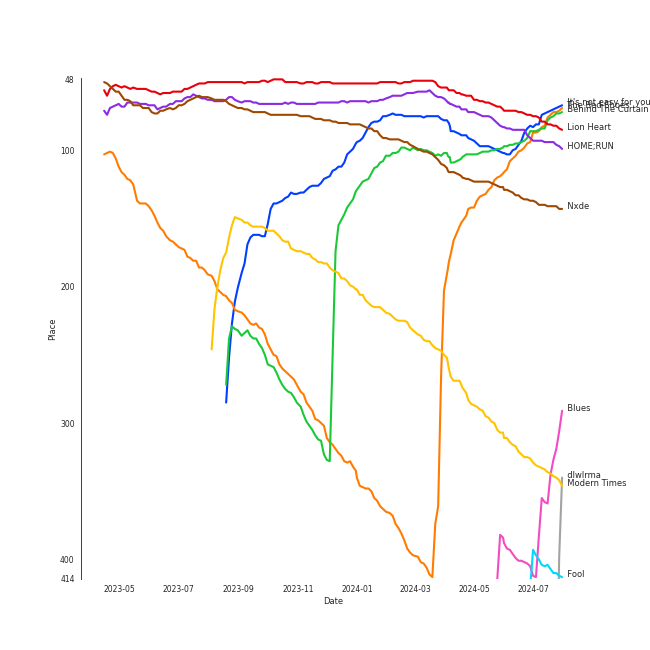 48
100
200
300
400
414
Place
2023-05
2023-07
2023-09
2023-11
2024-01
2024-03
2024-05
2024-07
Date
It's not easy for you
Behind The Curtain
Lion Heart
HOME;RUN
Nxde
Blues
dlwlrma
Modern Times
Fool